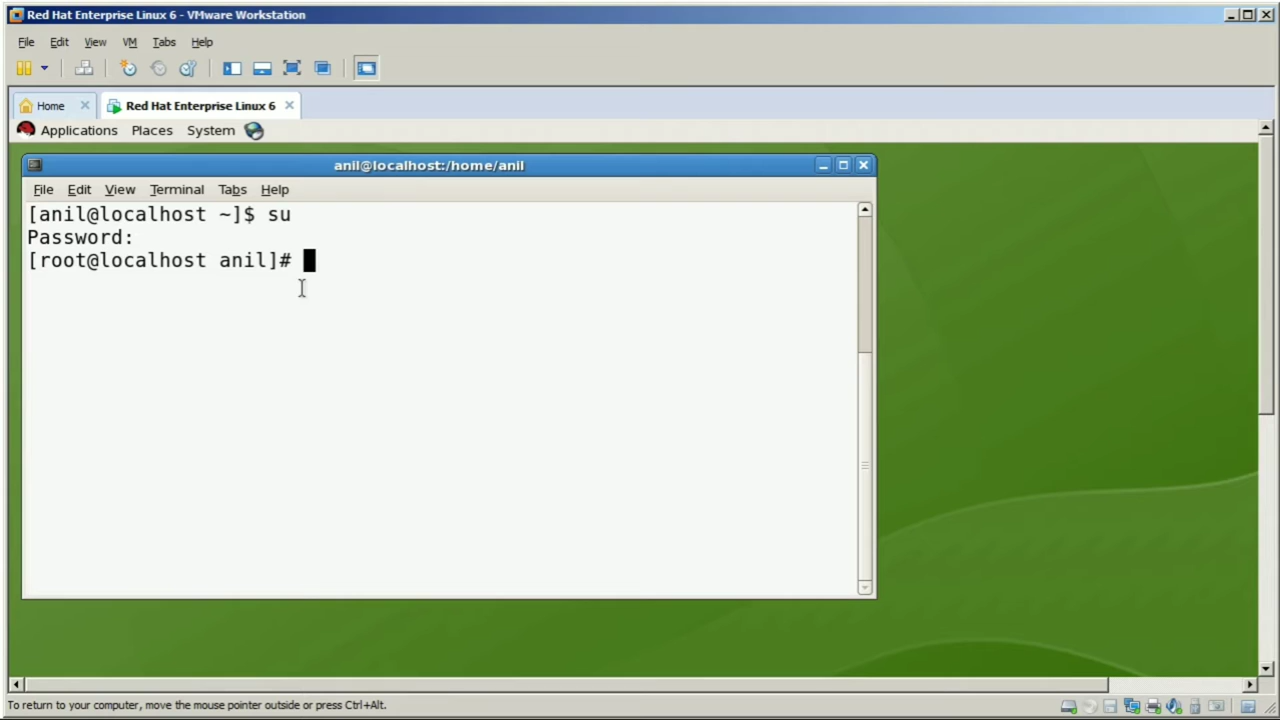 Red Hat Enterprise Linux 6 - VMware Workstation
File Edit View VM Tabs Help
Home Red Hat Enterprise Linux 6
Applications Places System
anil@localhost:/home/anil
File Edit View Terminal Tabs Help
[anil@localhost ~]$ su
Password:
[root@localhost anil]#
To return to your computer, move the mouse pointer outside or press Ctrl+Alt.